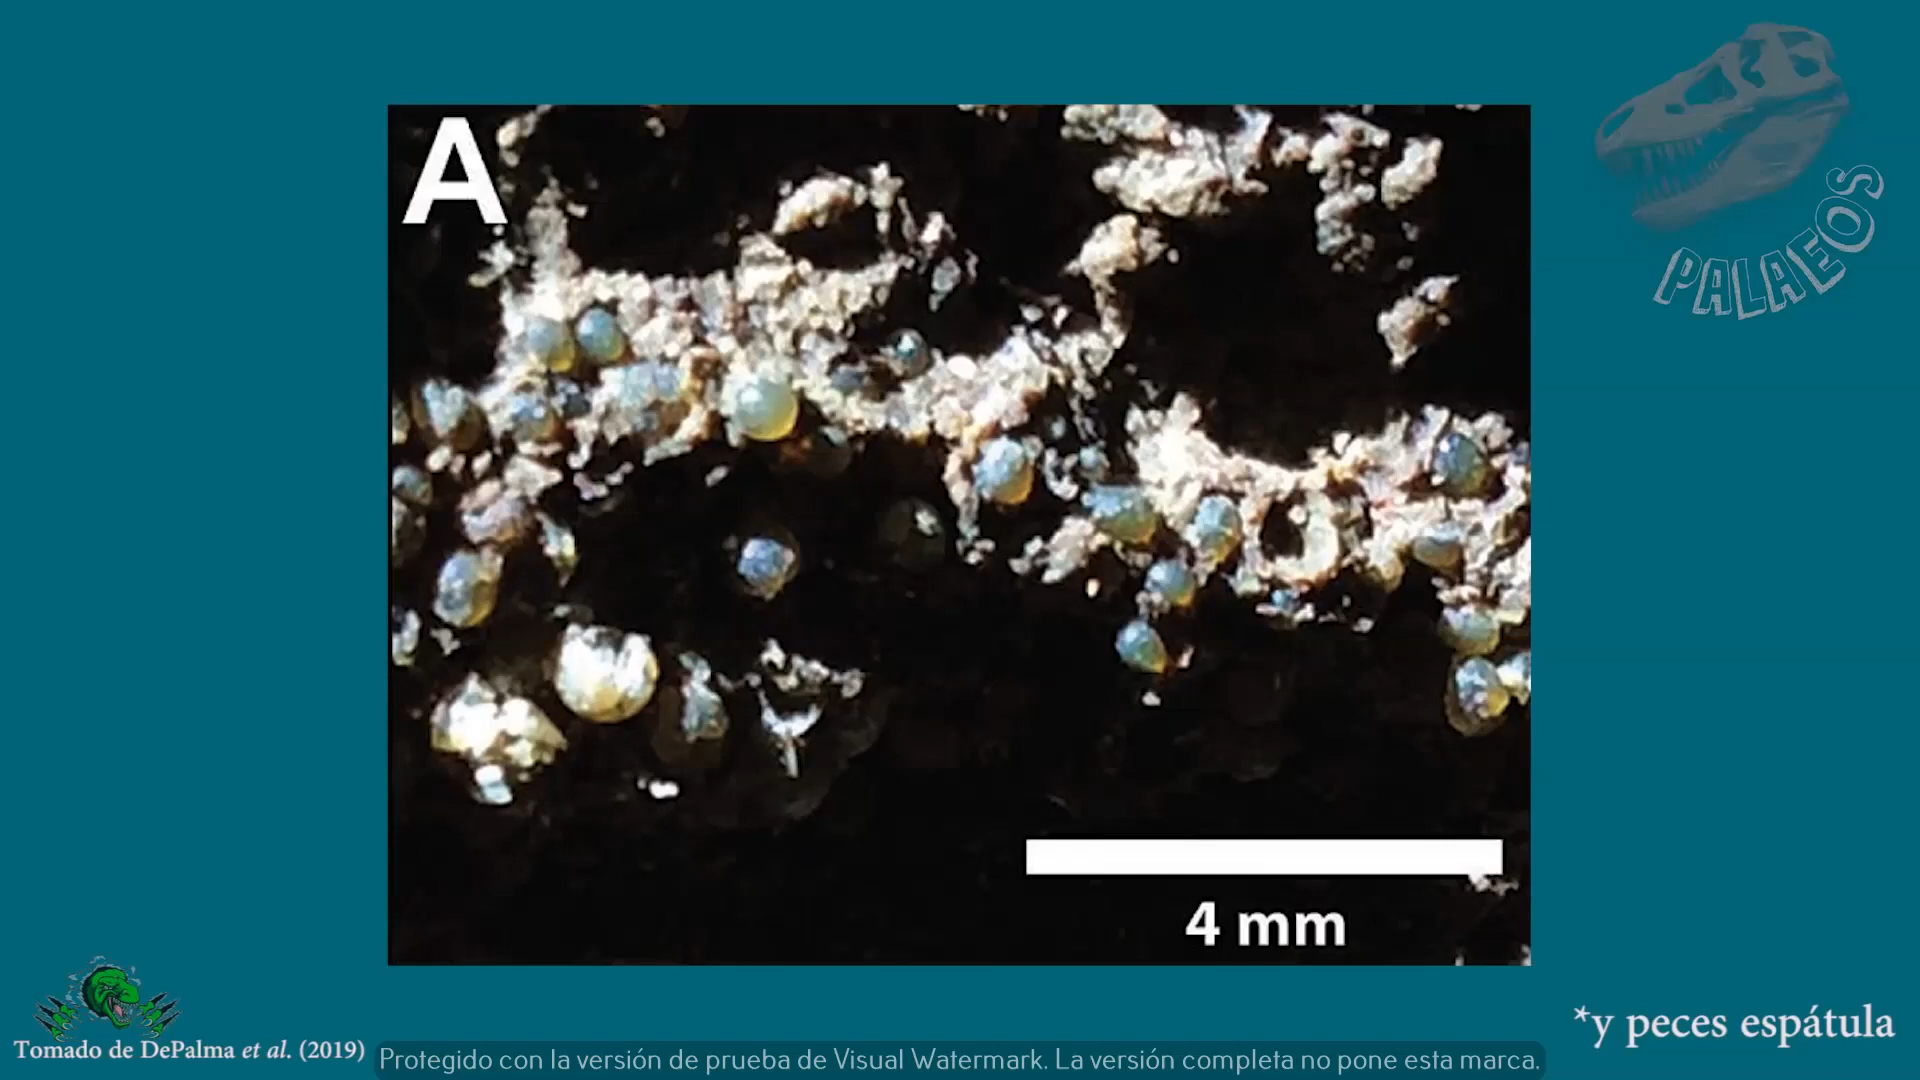 A
PALAEOS
4 mm
*y peces espátula
Tomado de DePalma et al. (2019)
Protegido con la versión de prueba de Visual Watermark. La versión completa no pone esta marca.